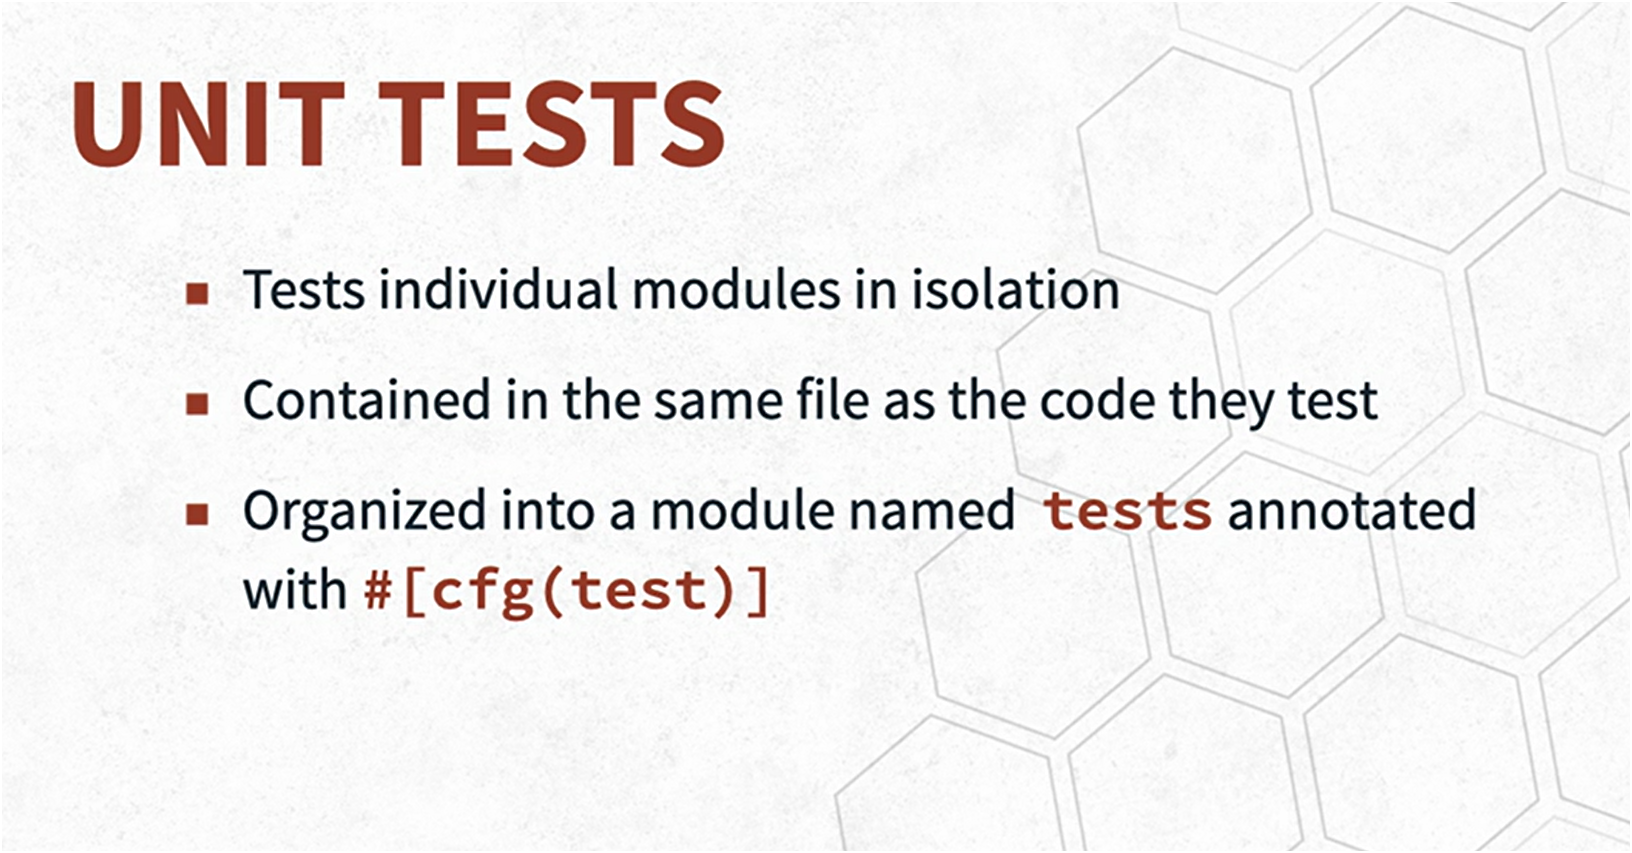 UNIT TESTS
Tests individual modules in isolation
Contained in the same file as the code they test
Organized into a module named tests annotated
with #[cfg(test)]